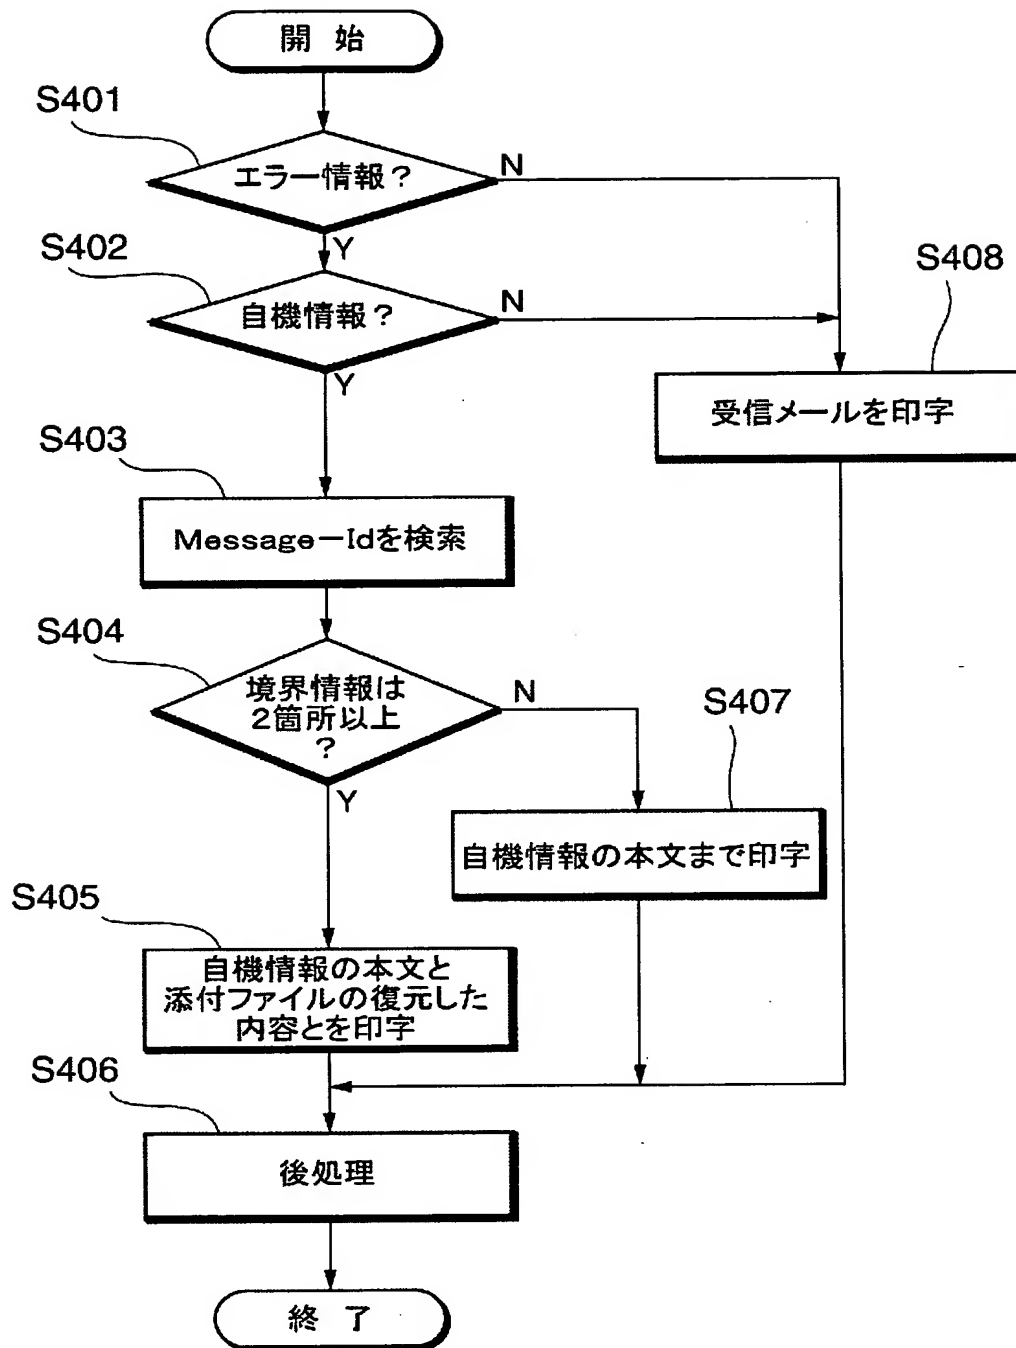 開 始
S401
エラー情報？
N
Y
S402
自機情報？
N
Y
S408
受信メールを印字
S403
Message－Idを検索
S404
境界情報は
2箇所以上
？
N
Y
S407
自機情報の本文まで印字
S405
自機情報の本文と
添付ファイルの復元した
内容とを印字
S406
後処理
終 了